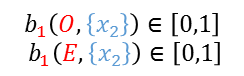 b₁(O,{x₂}) ∈ [0,1]
b₁(E,{x₂}) ∈ [0,1]